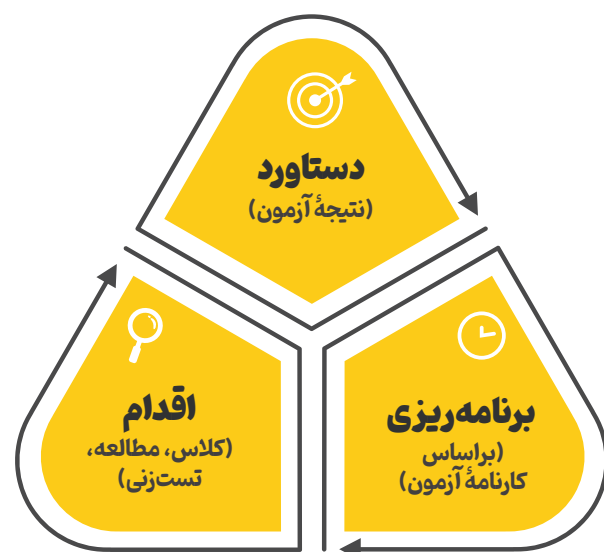 دستاورد
(نتیجهٔ آزمون)
برنامه‌ریزی
(براساس
کارنامهٔ آزمون)
اقدام
(کلاس، مطالعه،
تست‌زنی)